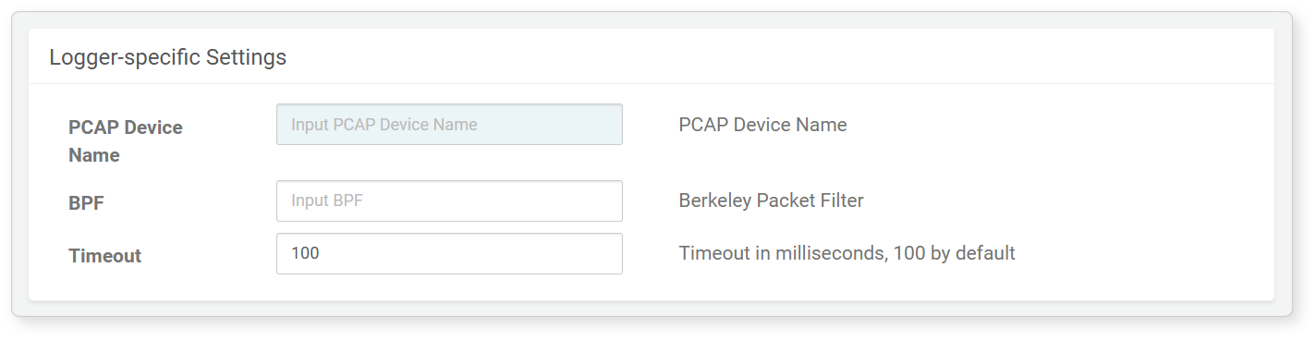 Logger-specific Settings
PCAP Device
Name
Input PCAP Device Name
PCAP Device Name
BPF
Input BPF
Berkeley Packet Filter
Timeout
100
Timeout in milliseconds, 100 by default